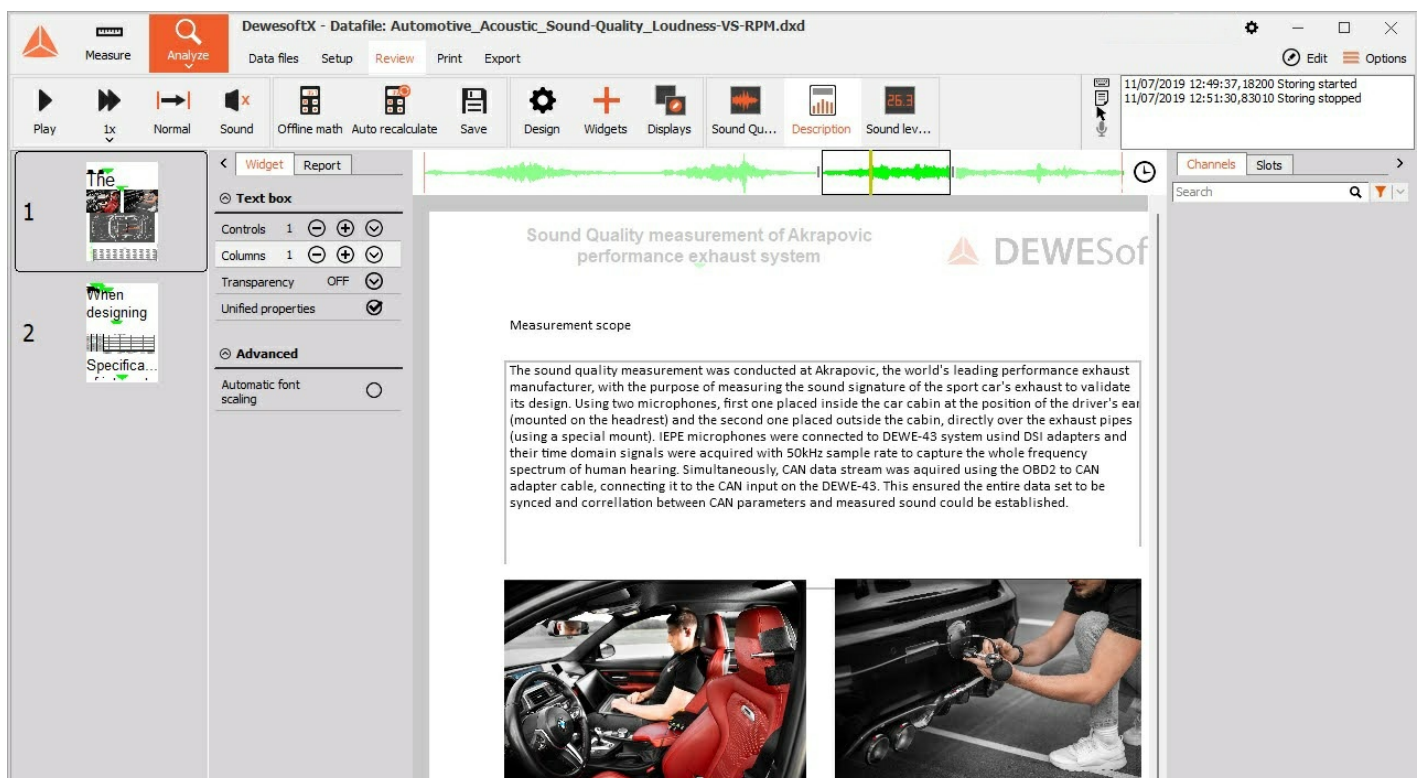 DewesoftX - Datafile: Automotive_Acoustic_Sound-Quality_Loudness-VS-RPM.dxd
Measure
Analyze
Data files Setup Review Print Export
Edit Options
Play
1x
Normal
Sound
Offline math
Auto recalculate
Save
Design
Widgets
Displays
Sound Qu...
Description
26.3
Sound lev...
11/07/2019 12:49:37,18200 Storing started
11/07/2019 12:51:30,83010 Storing stopped
1
The
2
When
designing
Specifica...
Widget Report
Text box
Controls 1
Columns 1
Transparency OFF
Unified properties
Advanced
Automatic font
scaling
Sound Quality measurement of Akrapovic
performance exhaust system
DEWESof
Measurement scope
The sound quality measurement was conducted at Akrapovic, the world's leading performance exhaust
manufacturer, with the purpose of measuring the sound signature of the sport car's exhaust to validate
its design. Using two microphones, first one placed inside the car cabin at the position of the driver's ear
(mounted on the headrest) and the second one placed outside the cabin, directly over the exhaust pipes
(using a special mount). IEPE microphones were connected to DEWE-43 system usind DSI adapters and
their time domain signals were acquired with 50kHz sample rate to capture the whole frequency
spectrum of human hearing. Simultaneously, CAN data stream was aquired using the OBD2 to CAN
adapter cable, connecting it to the CAN input on the DEWE-43. This ensured the entire data set to be
synced and correllation between CAN parameters and measured sound could be established.
Channels Slots
Search